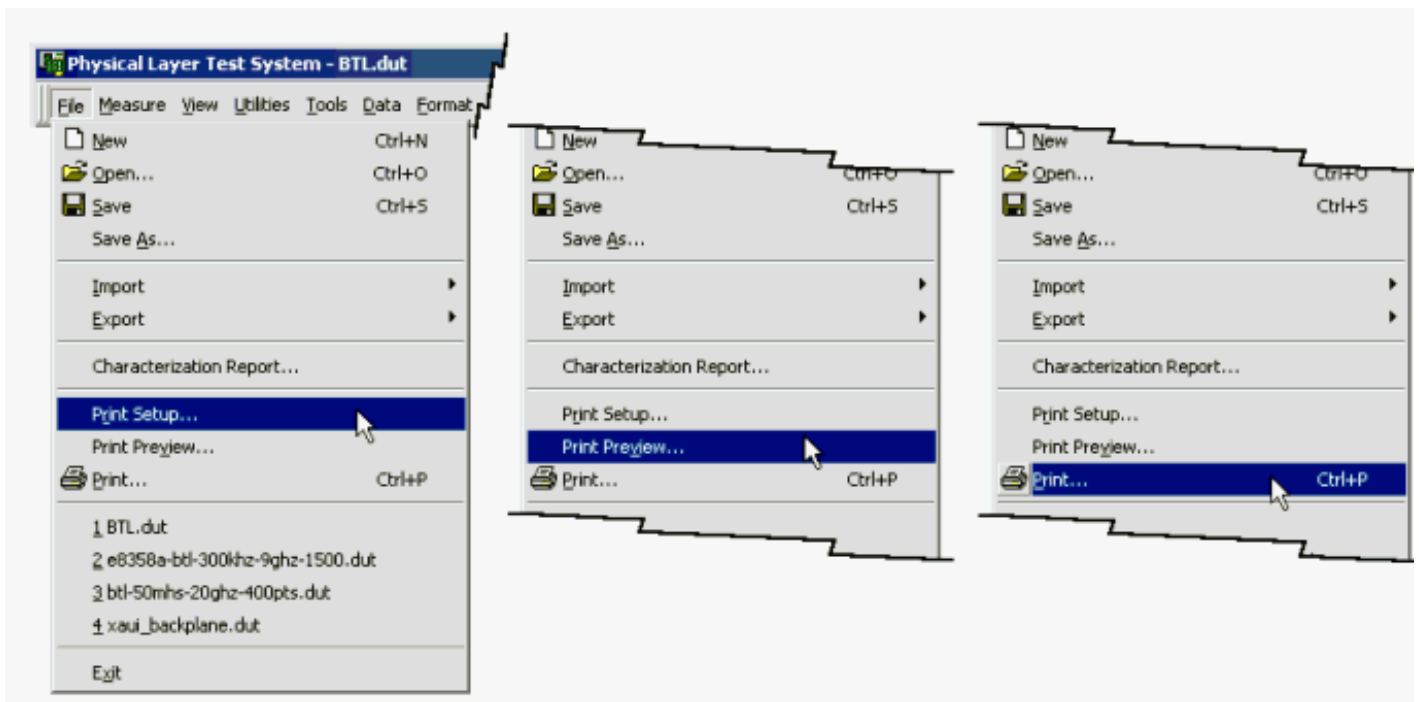 Physical Layer Test System - BTL.dut
File Measure View Utilities Tools Data Format
New Ctrl+N
Open... Ctrl+O
Save Ctrl+S
Save As...
Import
Export
Characterization Report...
Print Setup...
Print Preview...
Print... Ctrl+P
1 BTL.dut
2 e8358a-btl-300khz-9ghz-1500.dut
3 btl-50mhs-20ghz-400pts.dut
4 xaui_backplane.dut
Exit
New
Open... Ctrl+O
Save Ctrl+S
Save As...
Import
Export
Characterization Report...
Print Setup...
Print Preview...
Print... Ctrl+P
New
Open... Ctrl+O
Save Ctrl+S
Save As...
Import
Export
Characterization Report...
Print Setup...
Print Preview...
Print... Ctrl+P